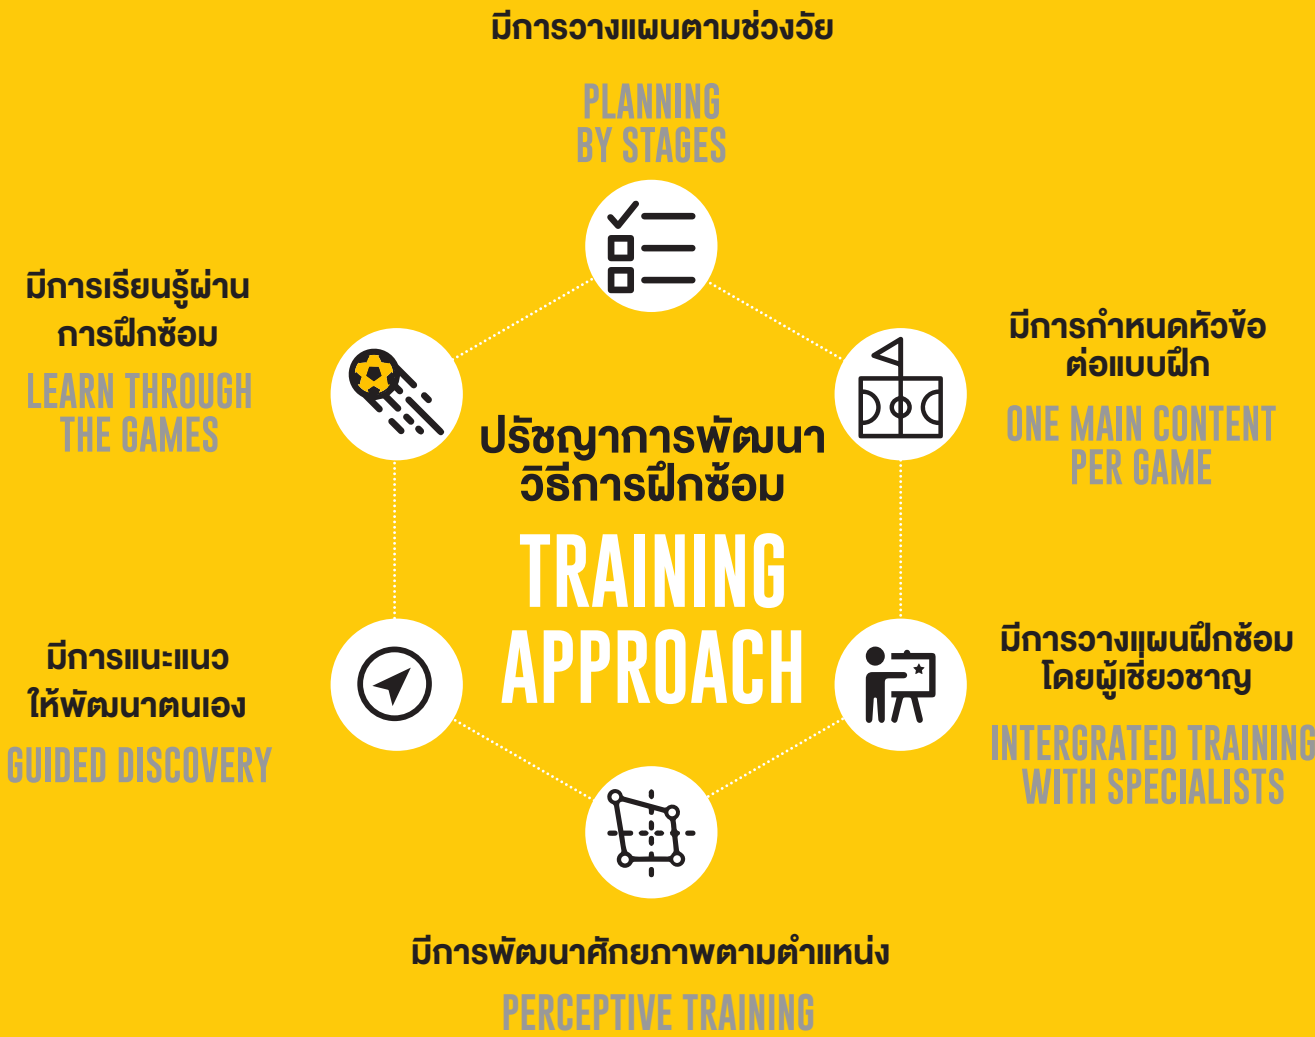 มีการวางแผนตามช่วงวัย
PLANNING
BY STAGES
มีการเรียนรู้ผ่าน
การฝึกซ้อม
LEARN THROUGH
THE GAMES
มีการกำหนดหัวข้อ
ต่อแบบฝึก
ONE MAIN CONTENT
PER GAME
ปรัชญาการพัฒนา
วิธีการฝึกซ้อม
TRAINING
APPROACH
มีการแนะแนว
ให้พัฒนาตนเอง
GUIDED DISCOVERY
มีการวางแผนฝึกซ้อม
โดยผู้เชี่ยวชาญ
INTERGRATED TRAINING
WITH SPECIALISTS
มีการพัฒนาศักยภาพตามตำแหน่ง
PERCEPTIVE TRAINING